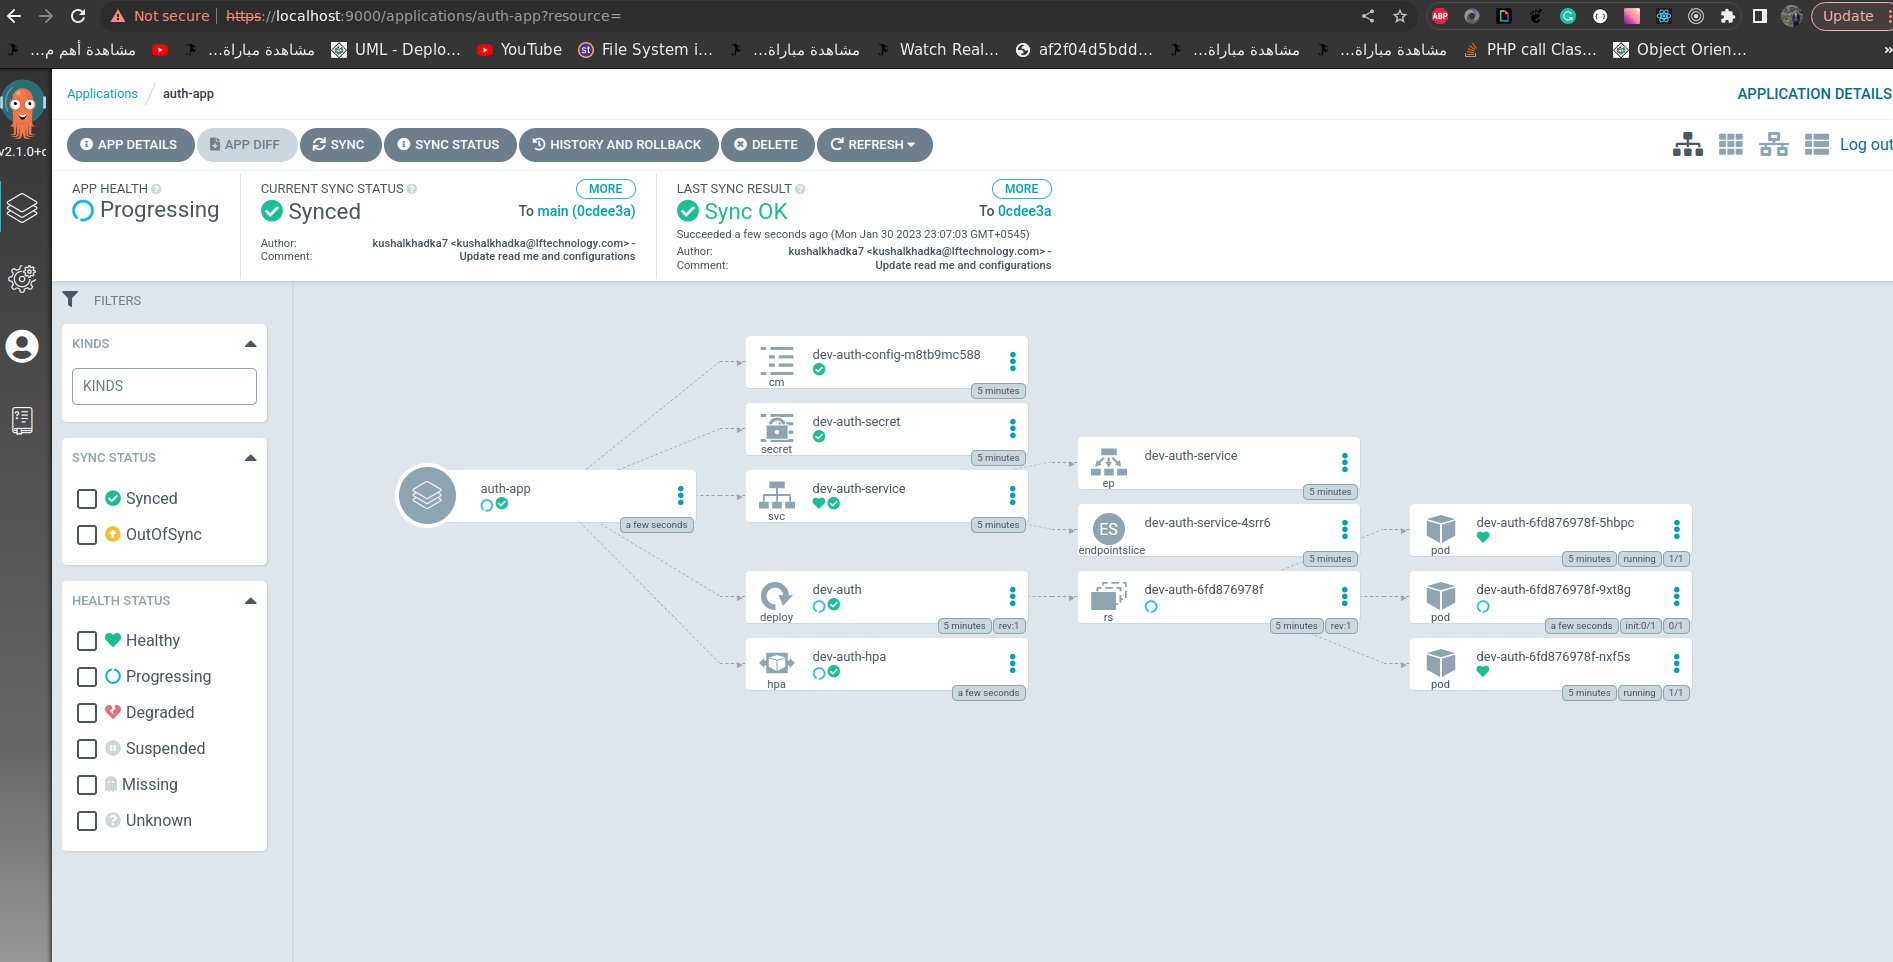 Not secure
https://localhost:9000/applications/auth-app?resource=
ABP
Update
مشاهدة أهم م...
مشاهدة مباراة...
UML - Deplo...
YouTube
File System i...
مشاهدة مباراة...
Watch Real...
af2f04d5bdd...
مشاهدة مباراة...
مشاهدة مباراة...
PHP call Clas...
Object Orien...
»
v2.1.0+c
Applications / auth-app
APPLICATION DETAILS
APP DETAILS
APP DIFF
SYNC
SYNC STATUS
HISTORY AND ROLLBACK
DELETE
REFRESH
Log out
APP HEALTH
Progressing
CURRENT SYNC STATUS
MORE
Synced
To main (0cdee3a)
Author: kushalkhadka7 <kushalkhadka@lftechnology.com> -
Comment: Update read me and configurations
LAST SYNC RESULT
MORE
Sync OK
To 0cdee3a
Succeeded a few seconds ago (Mon Jan 30 2023 23:07:03 GMT+0545)
Author: kushalkhadka7 <kushalkhadka@lftechnology.com> -
Comment: Update read me and configurations
FILTERS
KINDS
KINDS
SYNC STATUS
Synced
OutOfSync
HEALTH STATUS
Healthy
Progressing
Degraded
Suspended
Missing
Unknown
auth-app
a few seconds
dev-auth-config-m8tb9mc588
cm
5 minutes
dev-auth-secret
secret
5 minutes
dev-auth-service
svc
5 minutes
dev-auth
deploy
5 minutes rev:1
dev-auth-hpa
hpa
a few seconds
dev-auth-service
ep
5 minutes
ES
dev-auth-service-4srr6
endpointslice
5 minutes
dev-auth-6fd876978f
rs
5 minutes rev:1
dev-auth-6fd876978f-5hbpc
pod
5 minutes running 1/1
dev-auth-6fd876978f-9xt8g
pod
a few seconds init:0/1 0/1
dev-auth-6fd876978f-nxf5s
pod
5 minutes running 1/1